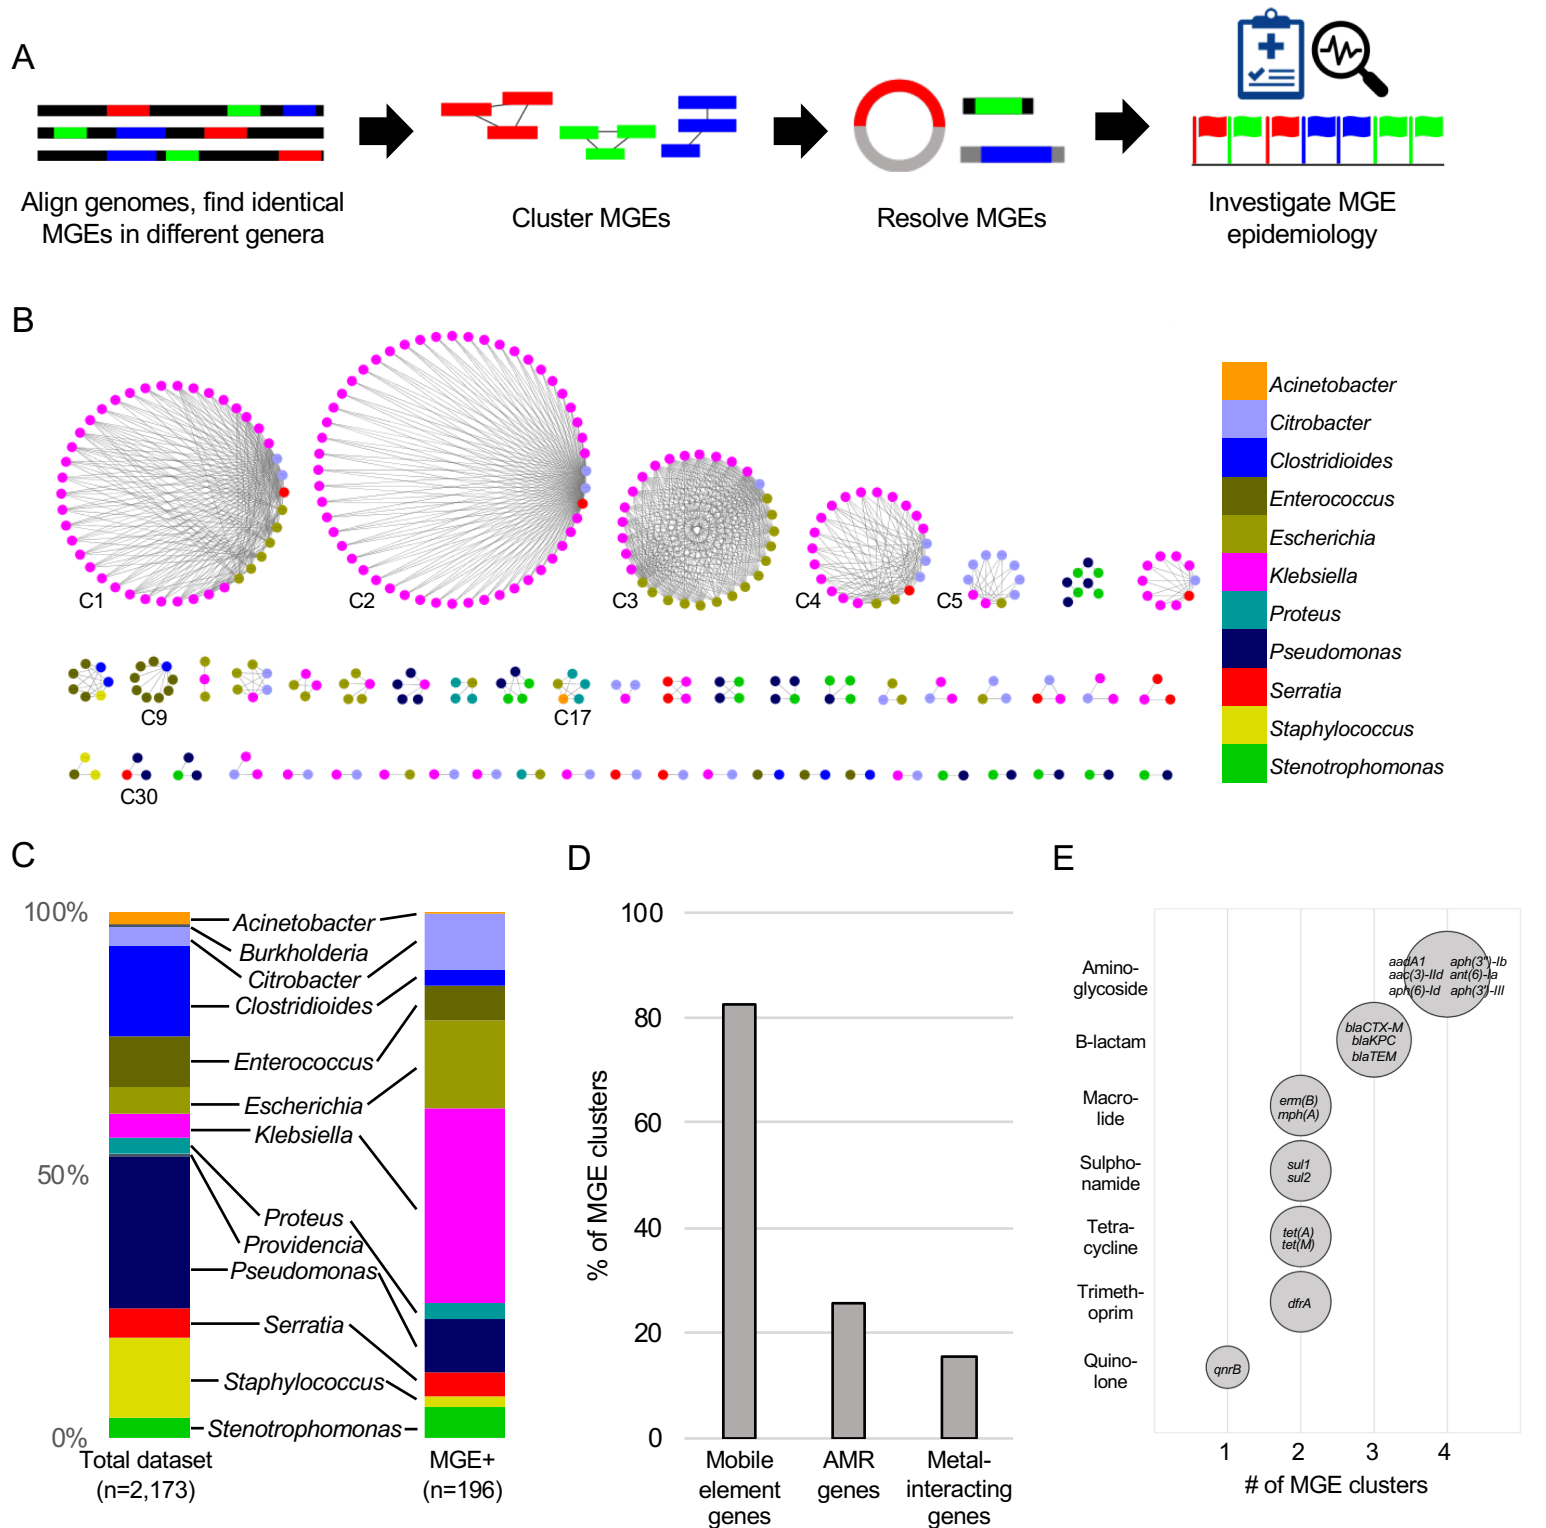 A
Align genomes, find identical
MGEs in different genera
Cluster MGEs
Resolve MGEs
Investigate MGE
epidemiology
B
C1
C2
C3
C4
C5
C9
C17
C30
Acinetobacter
Citrobacter
Clostridioides
Enterococcus
Escherichia
Klebsiella
Proteus
Pseudomonas
Serratia
Staphylococcus
Stenotrophomonas
C
100%
50%
0%
Acinetobacter
Burkholderia
Citrobacter
Clostridioides
Enterococcus
Escherichia
Klebsiella
Proteus
Providencia
Pseudomonas
Serratia
Staphylococcus
Stenotrophomonas
Total dataset
(n=2,173)
MGE+
(n=196)
D
% of MGE clusters
100
80
60
40
20
0
Mobile
element
genes
AMR
genes
Metal-
interacting
genes
E
Amino-
glycoside
aadA1 aph(3'')-Ib
aac(3)-IId ant(6)-Ia
aph(6)-Id aph(3')-III
B-lactam
blaCTX-M
blaKPC
blaTEM
Macro-
lide
erm(B)
mph(A)
Sulpho-
namide
sul1
sul2
Tetra-
cycline
tet(A)
tet(M)
Trimeth-
oprim
dfrA
Quino-
lone
qnrB
1 2 3 4
# of MGE clusters